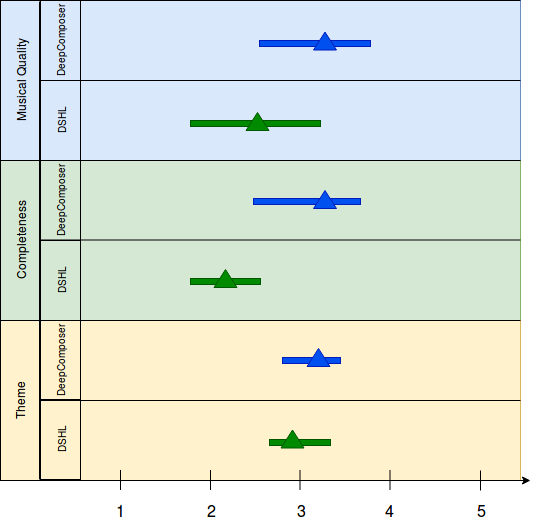 Musical Quality
DeepComposer
DSHL
Completeness
DeepComposer
DSHL
Theme
DeepComposer
DSHL
1 2 3 4 5